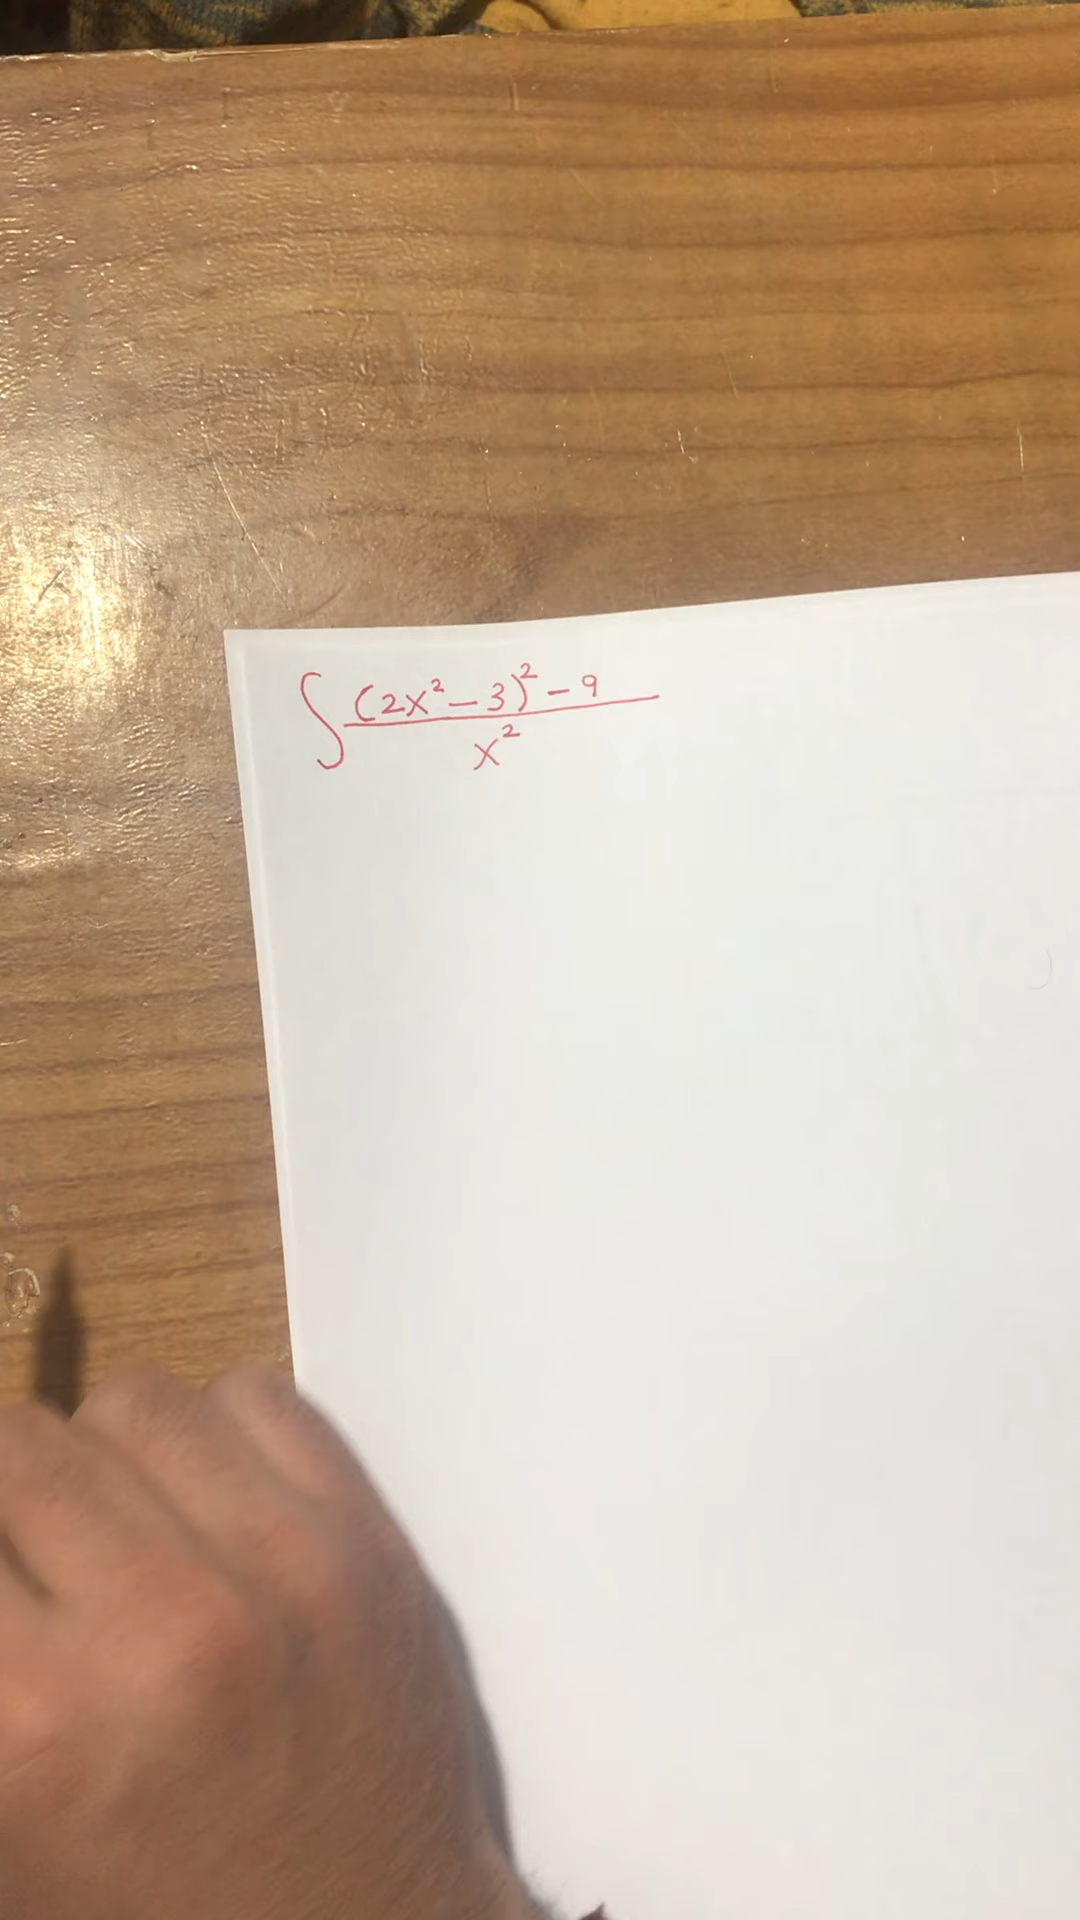 ∫ ((2x² - 3)² - 9) / x²